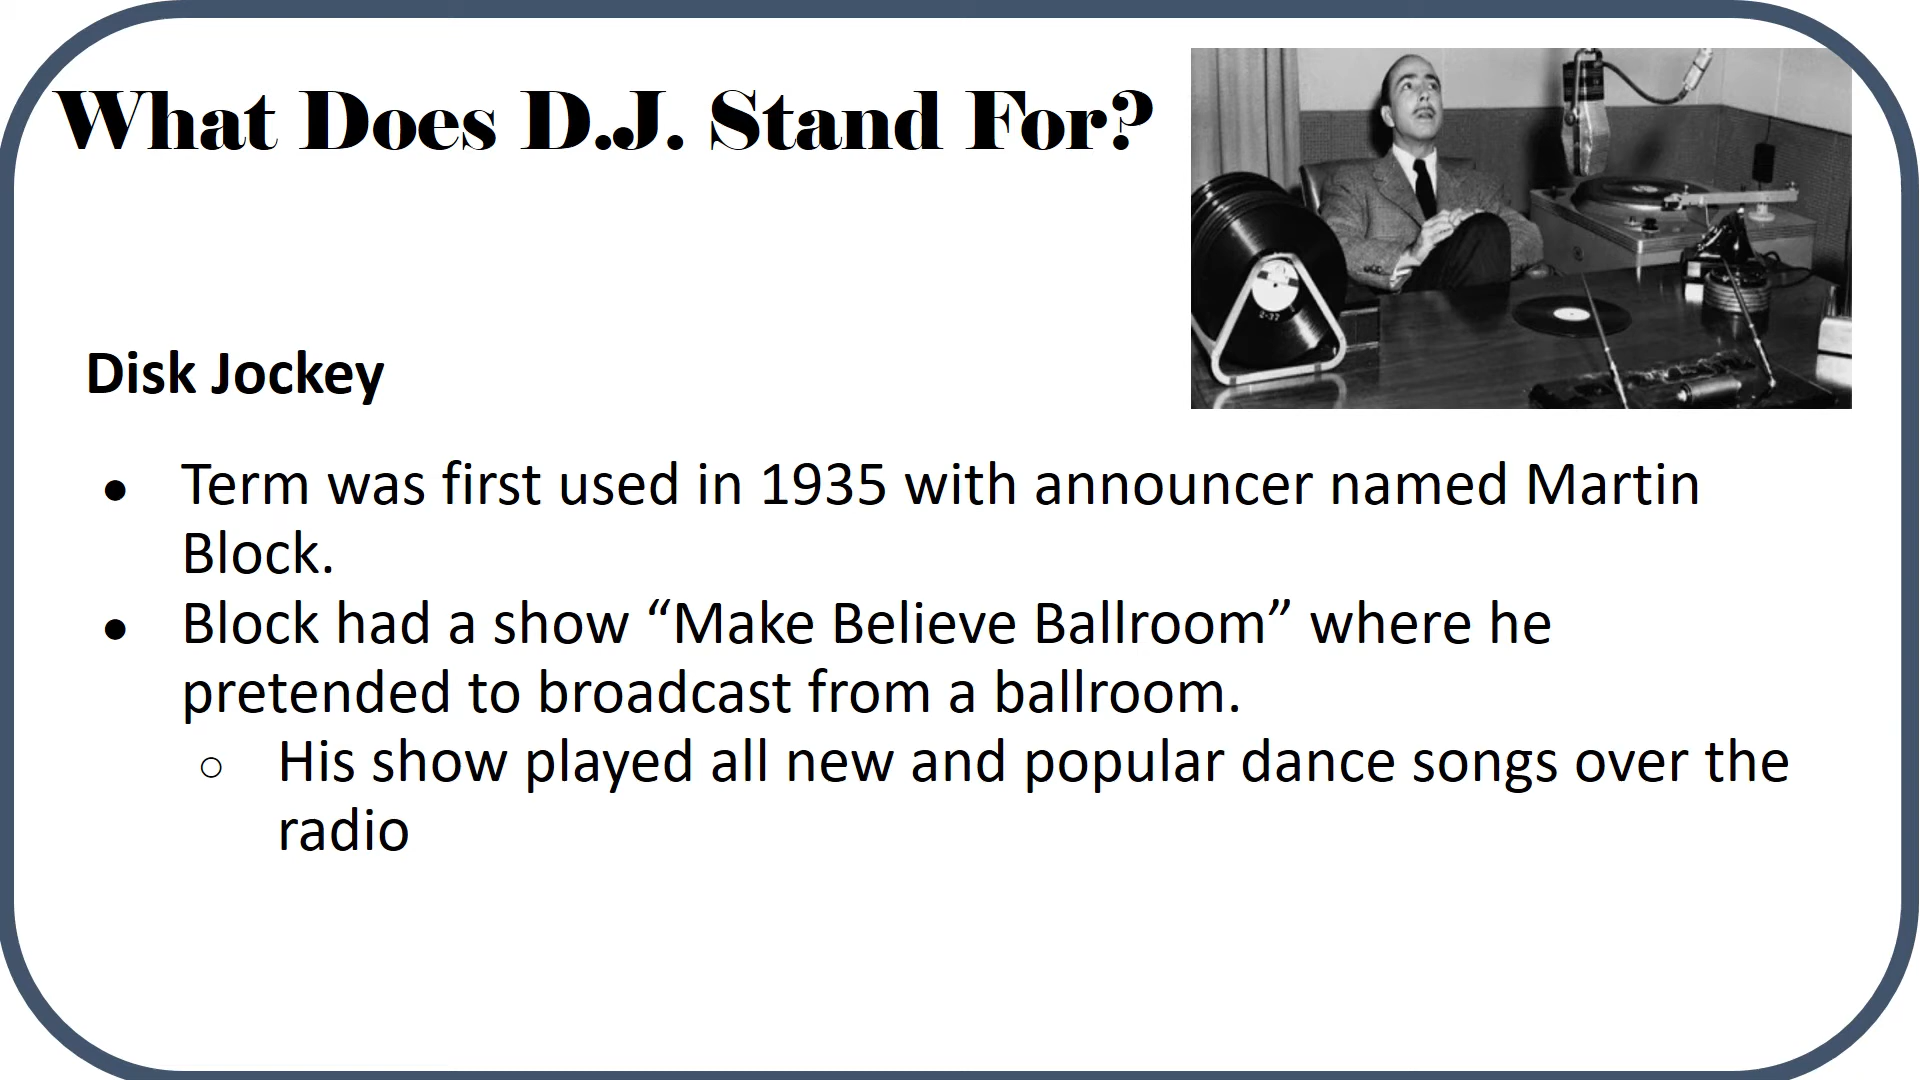 What Does D.J. Stand For?
Disk Jockey
● Term was first used in 1935 with announcer named Martin
Block.
● Block had a show “Make Believe Ballroom” where he
pretended to broadcast from a ballroom.
○ His show played all new and popular dance songs over the
radio